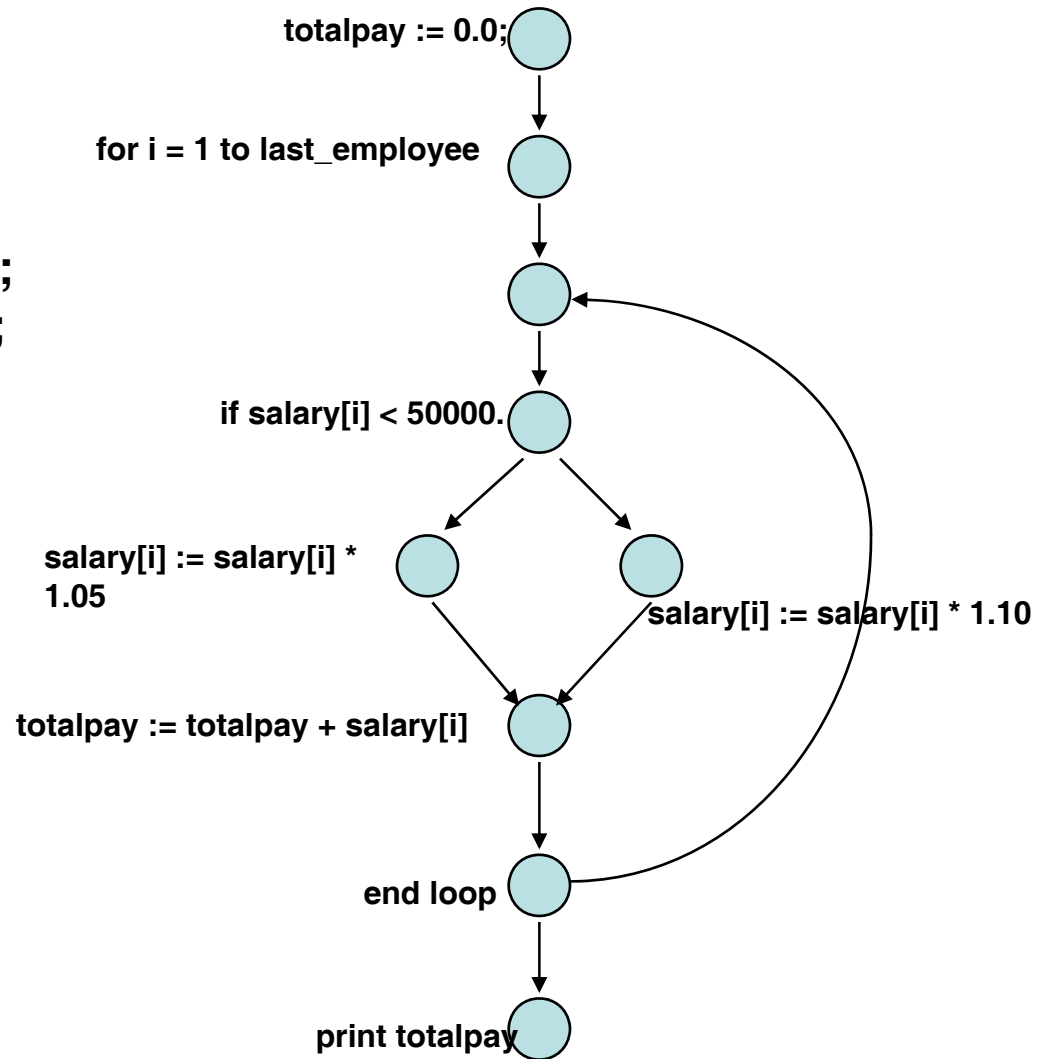 totalpay := 0.0;
for i = 1 to last_employee
;
;
if salary[i] < 50000.
salary[i] := salary[i] *
1.05
salary[i] := salary[i] * 1.10
totalpay := totalpay + salary[i]
end loop
print totalpay